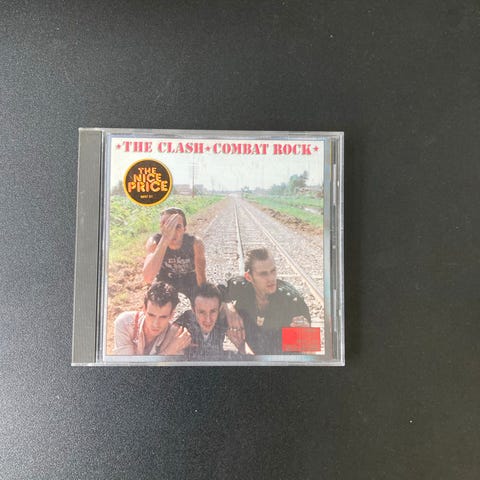 ★THE CLASH★COMBAT ROCK★
THE
NICE
PRICE